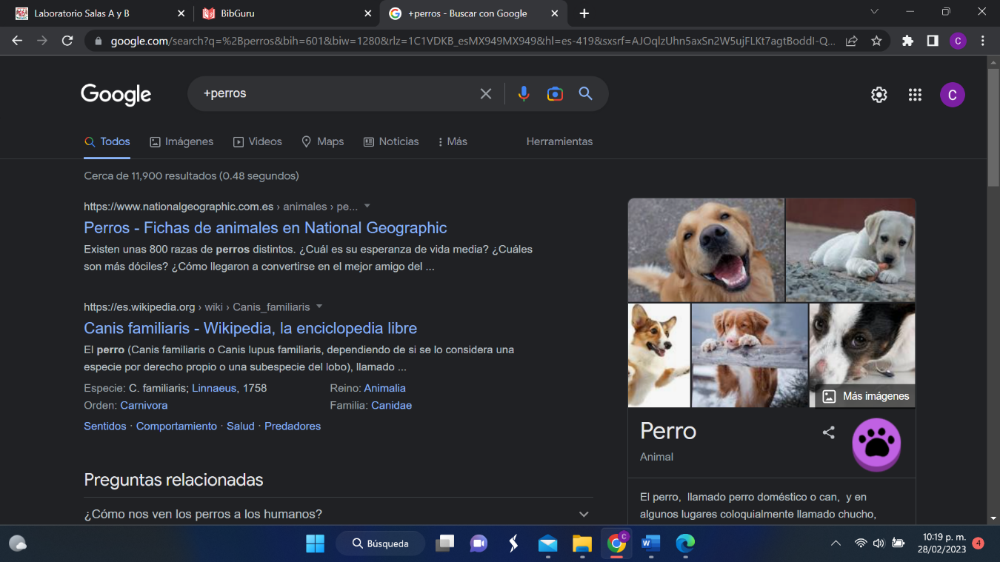 Laboratorio Salas A y B
BibGuru
+perros - Buscar con Google
google.com/search?q=%2Bperros&bih=601&biw=1280&rlz=1C1VDKB_esMX949MX949&hl=es-419&sxsrf=AJOqlzUhn5axSn2W5ujFLKt7agtBoddI-Q...
C
Google
+perros
C
Todos
Imágenes
Videos
Maps
Noticias
Más
Herramientas
Cerca de 11,900 resultados (0.48 segundos)
https://www.nationalgeographic.com.es › animales › pe...
Perros - Fichas de animales en National Geographic
Existen unas 800 razas de perros distintos. ¿Cuál es su esperanza de vida media? ¿Cuáles
son más dóciles? ¿Cómo llegaron a convertirse en el mejor amigo del ...
https://es.wikipedia.org › wiki › Canis_familiaris
Canis familiaris - Wikipedia, la enciclopedia libre
El perro (Canis familiaris o Canis lupus familiaris, dependiendo de si se lo considera una
especie por derecho propio o una subespecie del lobo), llamado ...
Especie: C. familiaris; Linnaeus, 1758
Reino: Animalia
Orden: Carnivora
Familia: Canidae
Sentidos · Comportamiento · Salud · Predadores
Preguntas relacionadas
¿Cómo nos ven los perros a los humanos?
Más imágenes
Perro
Animal
El perro, llamado perro doméstico o can, y en
algunos lugares coloquialmente llamado chucho,
Búsqueda
C
W
10:19 p. m.
28/02/2023
4